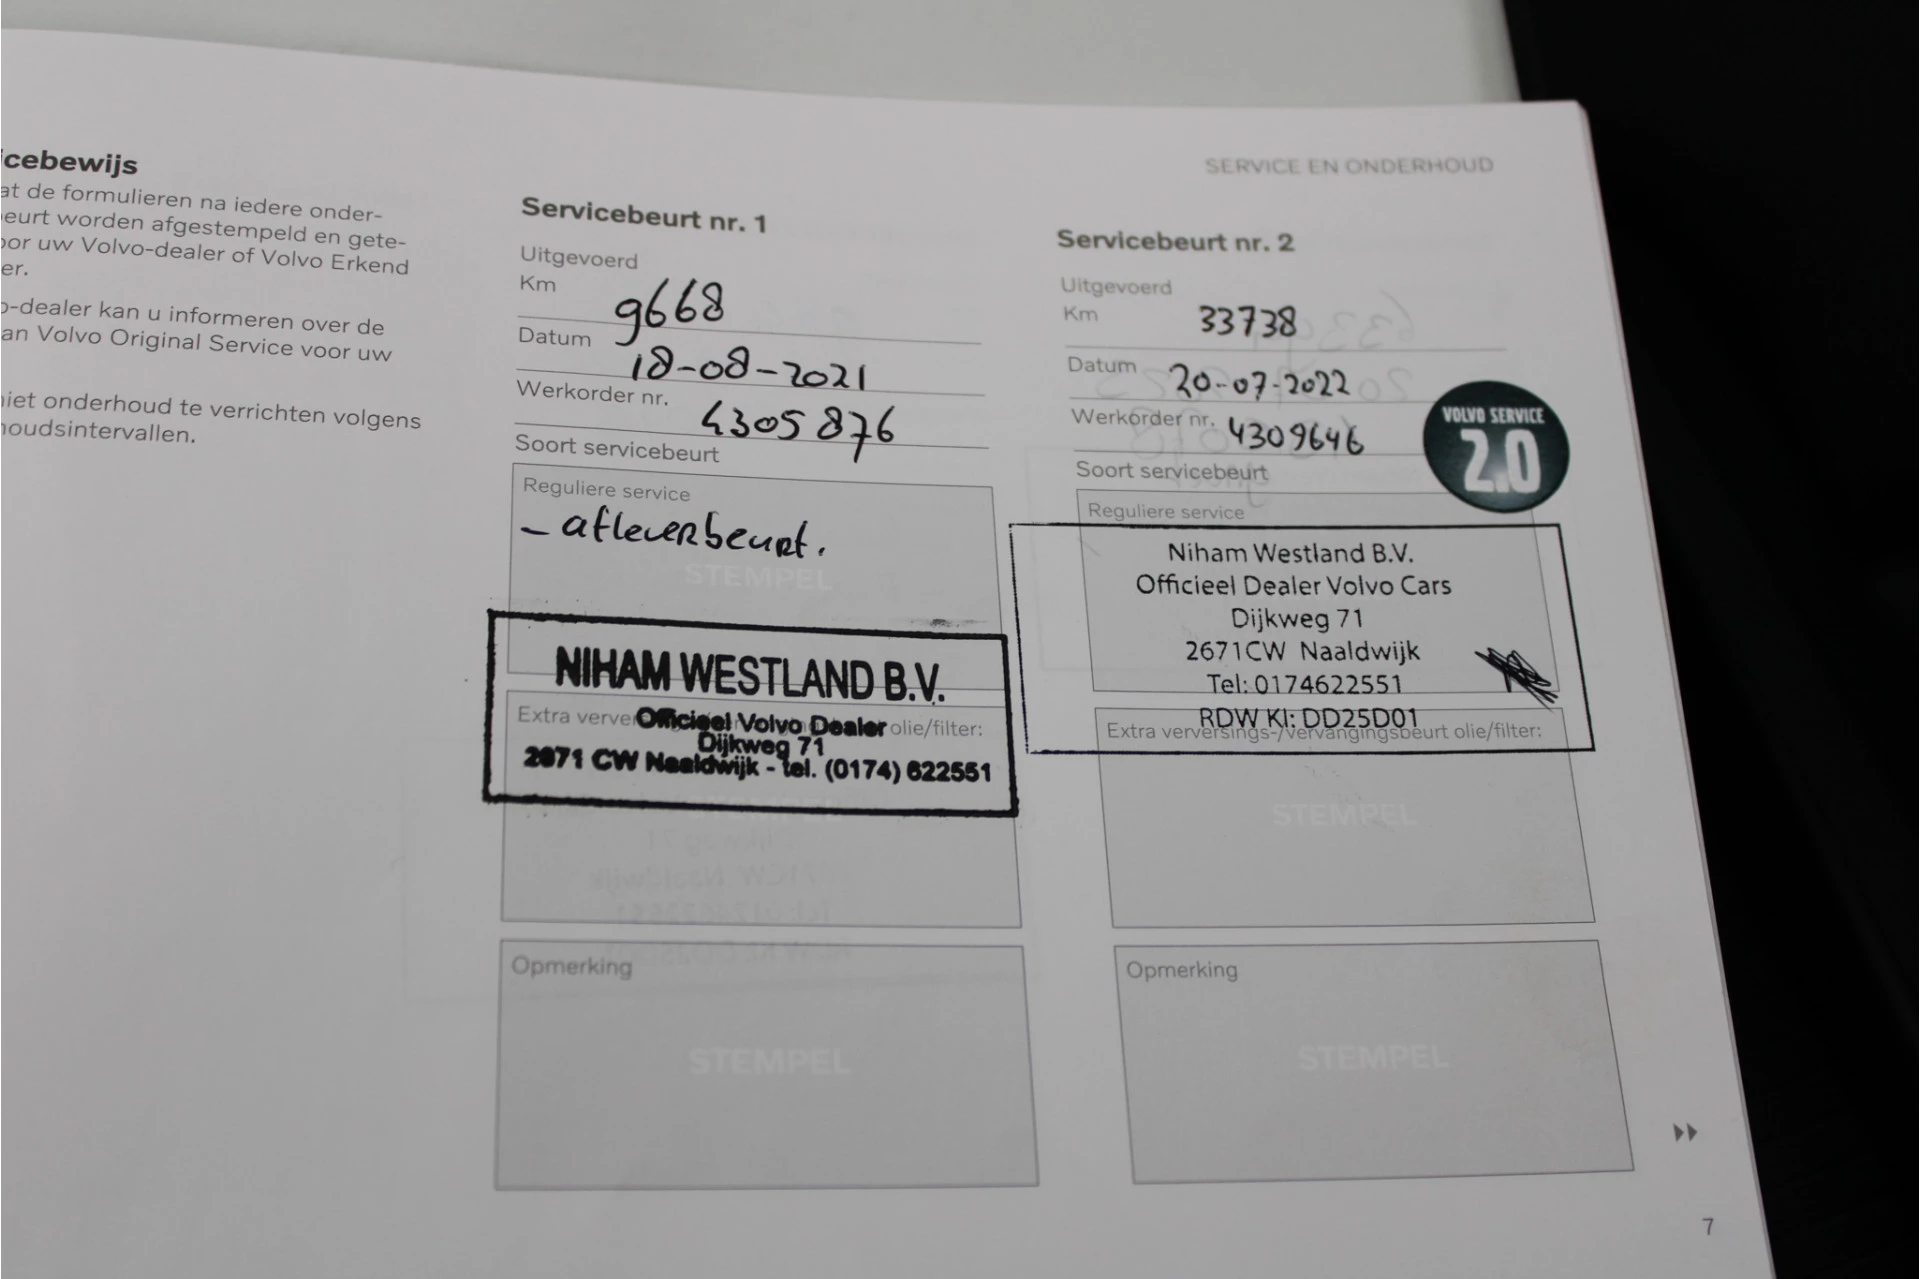 cebewijs
at de formulieren na iedere onder-
beurt worden afgestempeld en gete-
oor uw Volvo-dealer of Volvo Erkend
er.
o-dealer kan u informeren over de
an Volvo Original Service voor uw
niet onderhoud te verrichten volgens
houdsintervallen.
Servicebeurt nr. 1
Uitgevoerd
Km 9668
Datum 18-08-2021
Werkorder nr. 4305876
Soort servicebeurt
Reguliere service
- afleverbeurt.
STEMPEL
NIHAM WESTLAND B.V.
Extra verve olie/filter:
Officieel Volvo Dealer
Dijkweg 71
2671 CW Naaldwijk - tel. (0174) 622551
Opmerking
STEMPEL
SERVICE EN ONDERHOUD
Servicebeurt nr. 2
Uitgevoerd
Km 33738
Datum 20-07-2022
Werkorder nr. 4309646
Soort servicebeurt
VOLVO SERVICE
2.0
Reguliere service
Niham Westland B.V.
Officieel Dealer Volvo Cars
Dijkweg 71
2671CW Naaldwijk
Tel: 0174622551
RDW KI: DD25D01
Extra verversings-/vervangingsbeurt olie/filter:
STEMPEL
Opmerking
STEMPEL
7